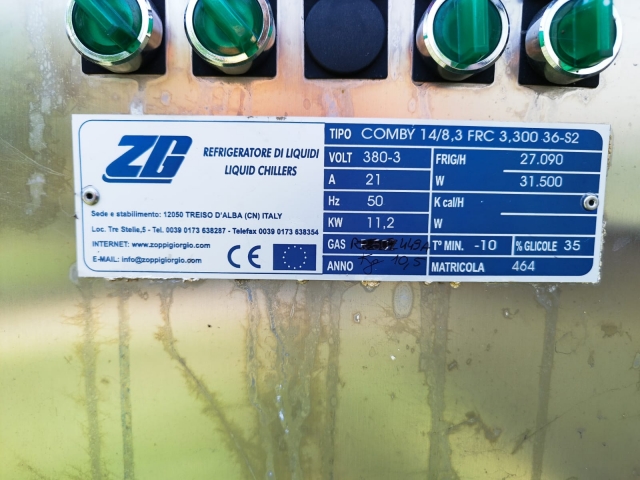 ZG
REFRIGERATORE DI LIQUIDI
LIQUID CHILLERS
Sede e stabilimento: 12050 TREISO D'ALBA (CN) ITALY
Loc. Tre Stelle,5 - Tel. 0039 0173 638287 - Telefax 0039 0173 638354
INTERNET: www.zoppigiorgio.com
E-MAIL: info@zoppigiorgio.com
CE
TIPO COMBY 14/8,3 FRC 3,300 36-S2
VOLT 380-3 FRIG/H 27.090
A 21 W 31.500
Hz 50 K cal/H
KW 11,2 W
GAS T° MIN. -10 % GLICOLE 35
ANNO Kg 10,5 MATRICOLA 464